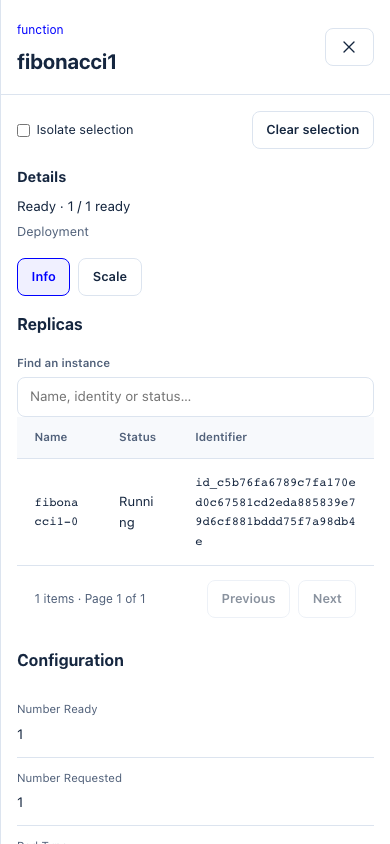 function
fibonacci1
Isolate selection
Clear selection
Details
Ready · 1 / 1 ready
Deployment
Info
Scale
Replicas
Find an instance
Name, identity or status...
Name
Status
Identifier
fibona
cci1-0
Runni
ng
id_c5b76fa6789c7fa170e
d0c67581cd2eda885839e7
9d6cf881bddd75f7a98db4
e
1 items · Page 1 of 1
Previous
Next
Configuration
Number Ready
1
Number Requested
1